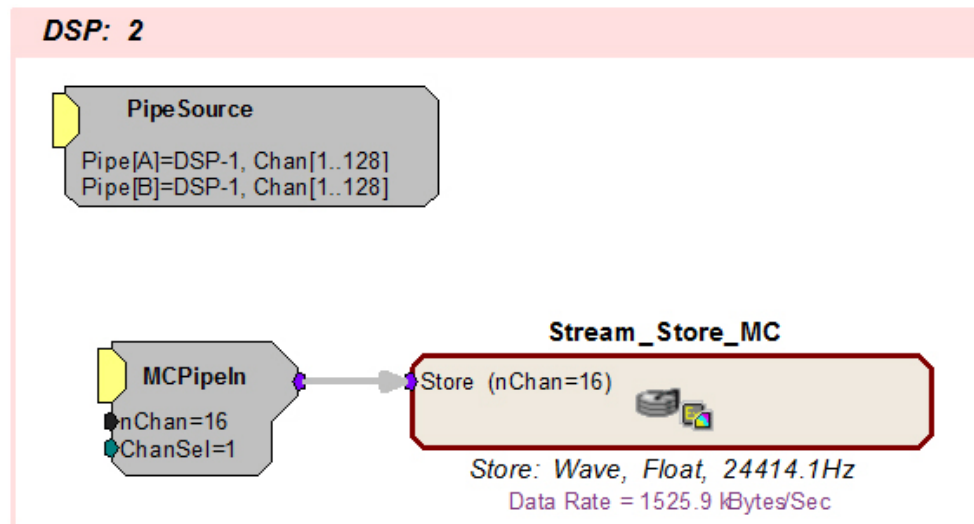 DSP: 2
PipeSource
Pipe[A]=DSP-1, Chan[1..128]
Pipe[B]=DSP-1, Chan[1..128]
Stream_Store_MC
MCPipeIn
Store (nChan=16)
nChan=16
ChanSel=1
Store: Wave, Float, 24414.1Hz
Data Rate = 1525.9 kBytes/Sec